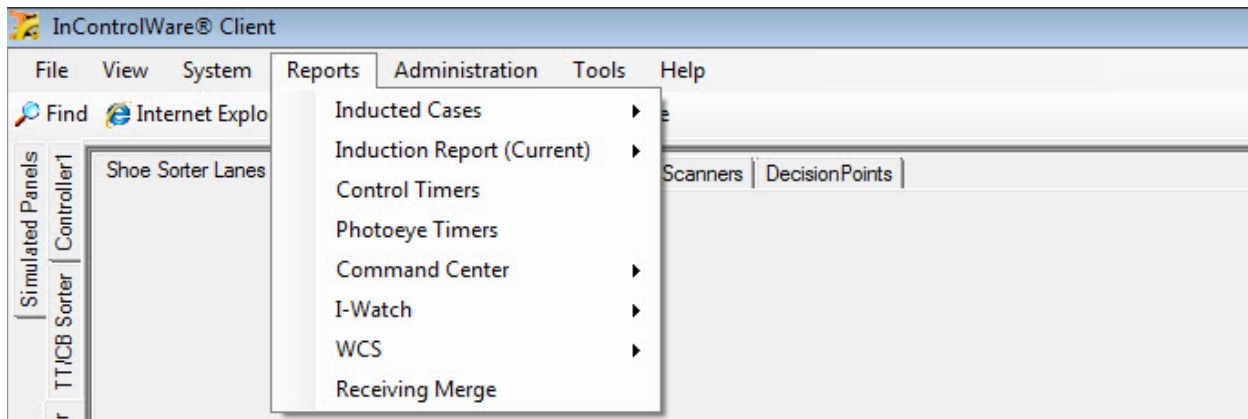 InControlWare® Client
File View System Reports Administration Tools Help
Find Internet Explo
Inducted Cases
Induction Report (Current)
Control Timers
Photoeye Timers
Command Center
I-Watch
WCS
Receiving Merge
Shoe Sorter Lanes Scanners DecisionPoints
Simulated Panels
Controller1
TT/CB Sorter